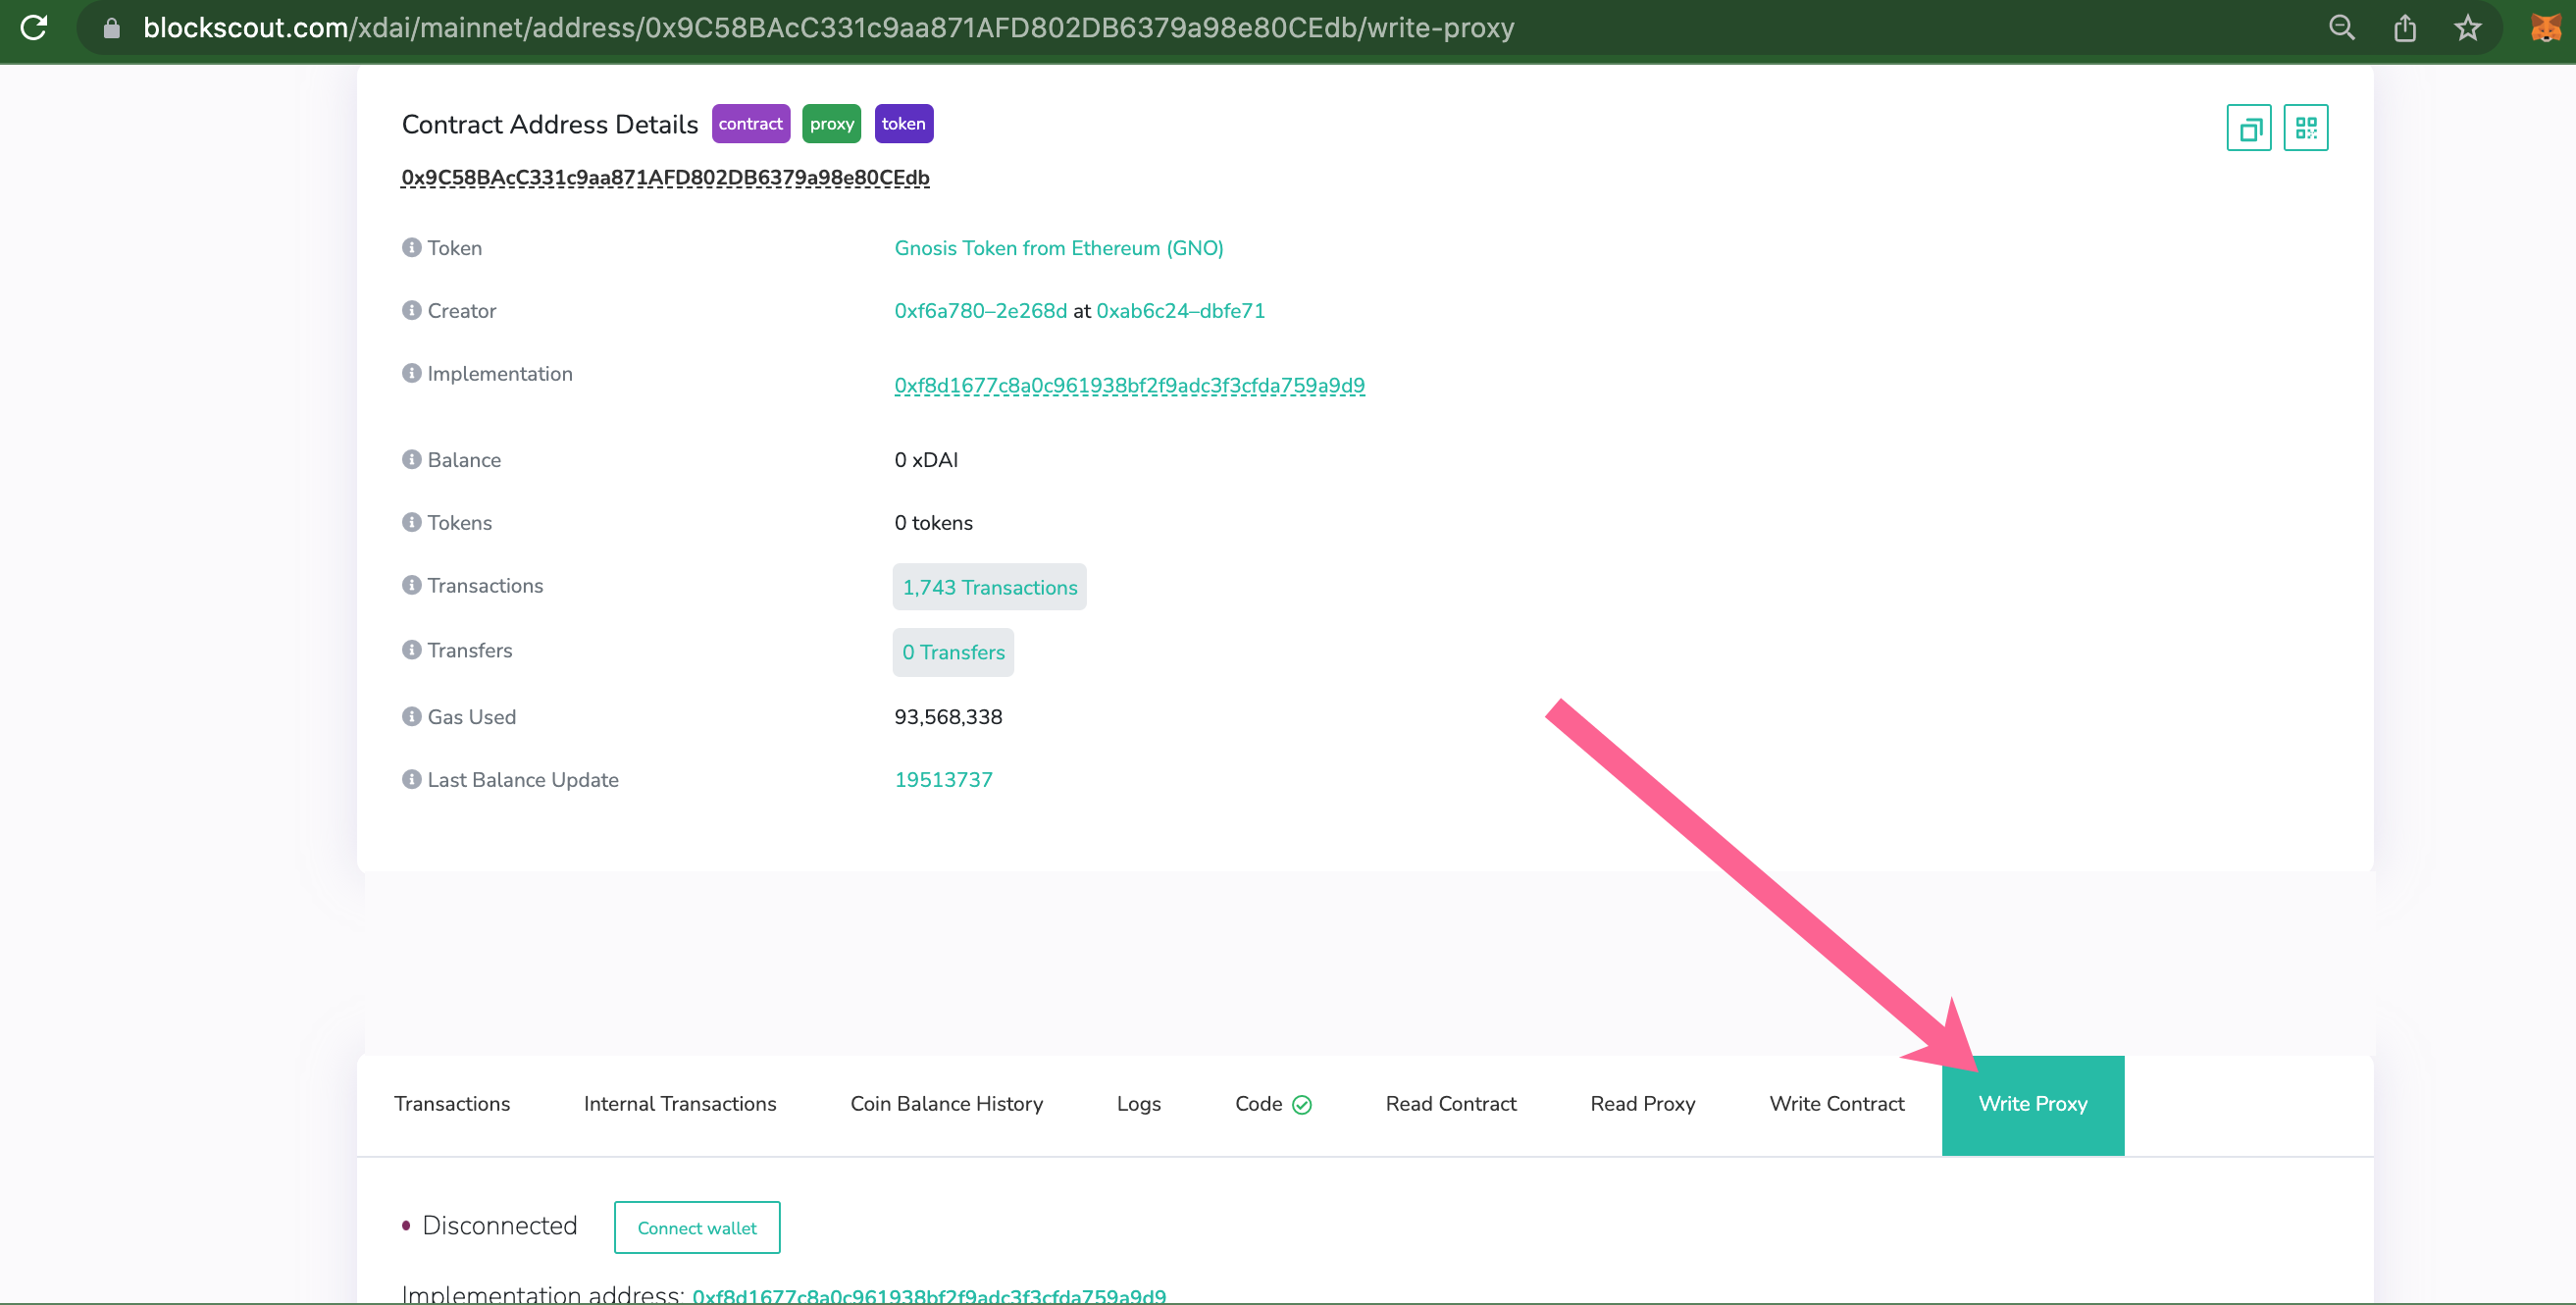 blockscout.com/xdai/mainnet/address/0x9C58BAcC331c9aa871AFD802DB6379a98e80CEdb/write-proxy
Contract Address Details contract proxy token
0x9C58BAcC331c9aa871AFD802DB6379a98e80CEdb
Token Gnosis Token from Ethereum (GNO)
Creator 0xf6a780–2e268d at 0xab6c24–dbfe71
Implementation 0xf8d1677c8a0c961938bf2f9adc3f3cfda759a9d9
Balance 0 xDAI
Tokens 0 tokens
Transactions 1,743 Transactions
Transfers 0 Transfers
Gas Used 93,568,338
Last Balance Update 19513737
Transactions Internal Transactions Coin Balance History Logs Code Read Contract Read Proxy Write Contract Write Proxy
• Disconnected Connect wallet
Implementation address: 0xf8d1677c8a0c961938bf2f9adc3f3cfda759a9d9